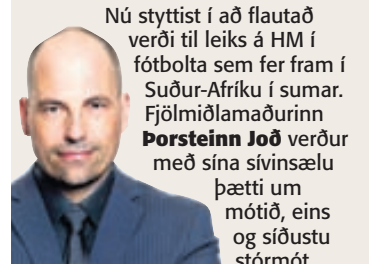 Nú styttist í að flautað
verði til leiks á HM í
fótbolta sem fer fram í
Suður-Afríku í sumar.
Fjölmiðlamaðurinn
Þorsteinn Joð verður
með sína sívinsælu
þætti um
mótið, eins
og síðustu
stórmót